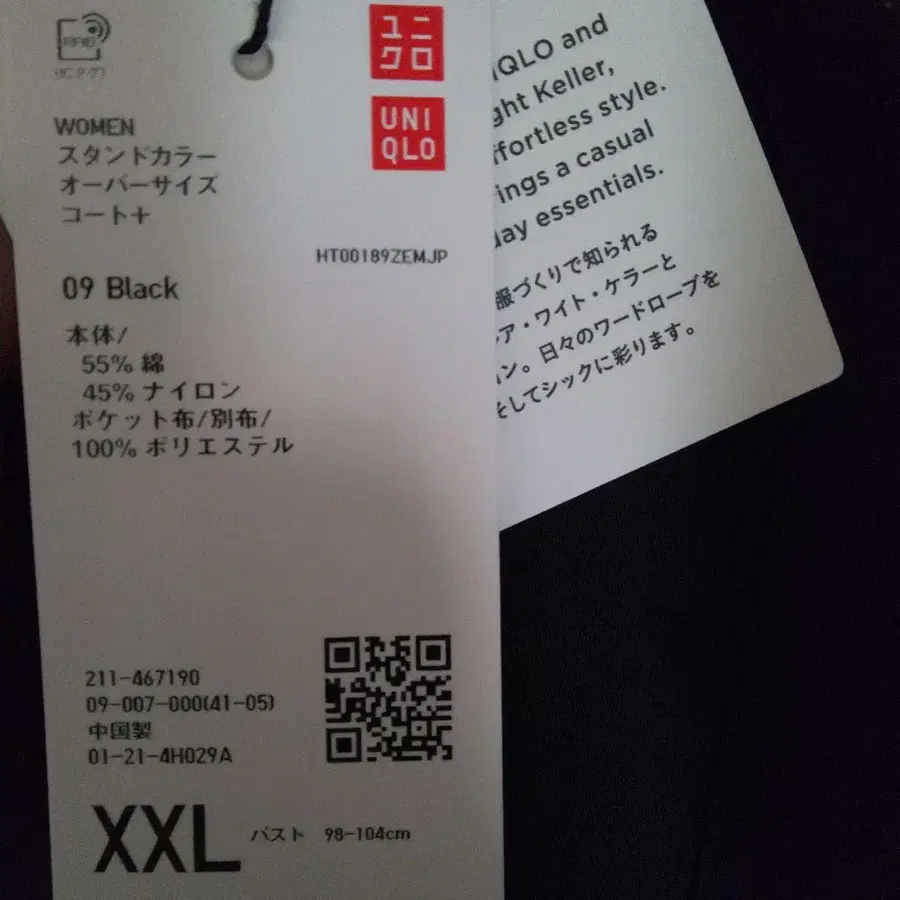 RFID
ユニ
クロ
UNI
QLO
WOMEN
スタンドカラー
オーバーサイズ
コート+
HT00189ZEMJP
09 Black
本体/
55% 綿
45% ナイロン
ポケット布/別布/
100% ポリエステル
211-467190
09-007-000(41-05)
中国製
01-21-4H029A
XXL バスト 98-104cm
IQLO and
ght Keller,
ffortless style.
ings a casual
day essentials.
服づくりで知られる
ア・ワイト・ケラーと
ン。日々のワードローブを
をしてシックに彩ります。